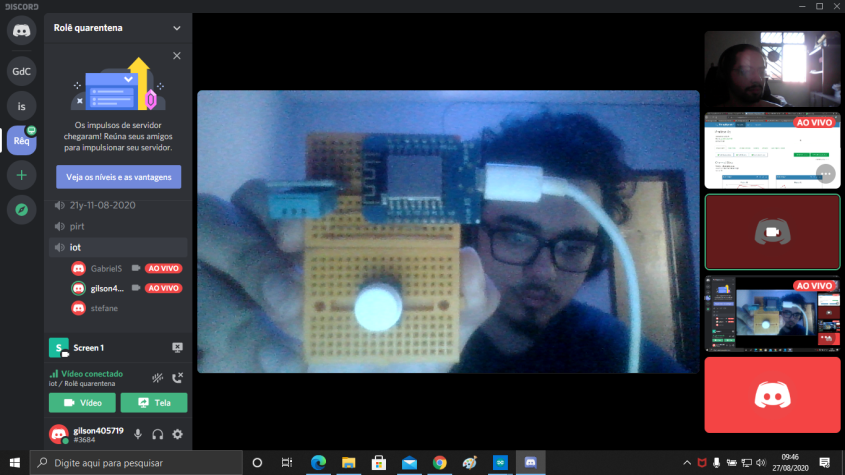 DISCORD
Rolê quarentena
GdC
is
Rêq
Os impulsos de servidor
chegaram! Reúna seus amigos
para impulsionar seu servidor.
Veja os níveis e as vantagens
21y-11-08-2020
pirt
iot
GabrielS
AO VIVO
gilson4...
AO VIVO
stefane
S
Screen 1
Vídeo conectado
iot / Rolê quarentena
Vídeo
Tela
gilson405719
#3684
AO VIVO
AO VIVO
Digite aqui para pesquisar
09:46
27/08/2020